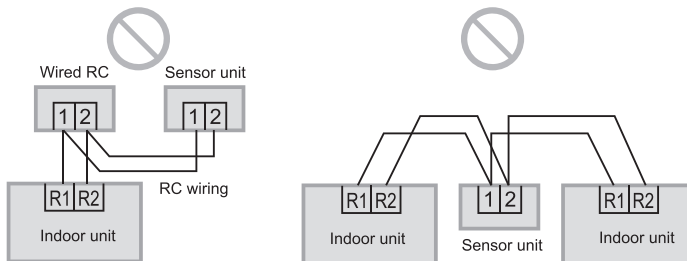 Wired RC
Sensor unit
1 2
1 2
RC wiring
R1 R2
Indoor unit
R1 R2
Indoor unit
1 2
Sensor unit
R1 R2
Indoor unit